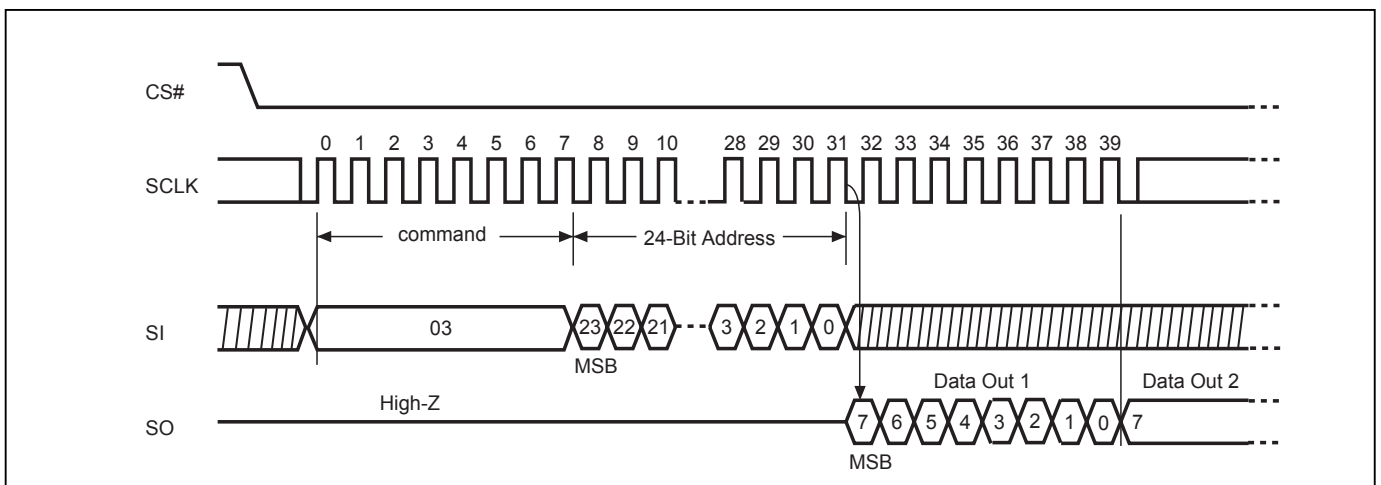 CS#
0 1 2 3 4 5 6 7 8 9 10 28 29 30 31 32 33 34 35 36 37 38 39
SCLK
command 24-Bit Address
SI 03 23 22 21 3 2 1 0
MSB
Data Out 1 Data Out 2
High-Z
SO 7 6 5 4 3 2 1 0 7
MSB